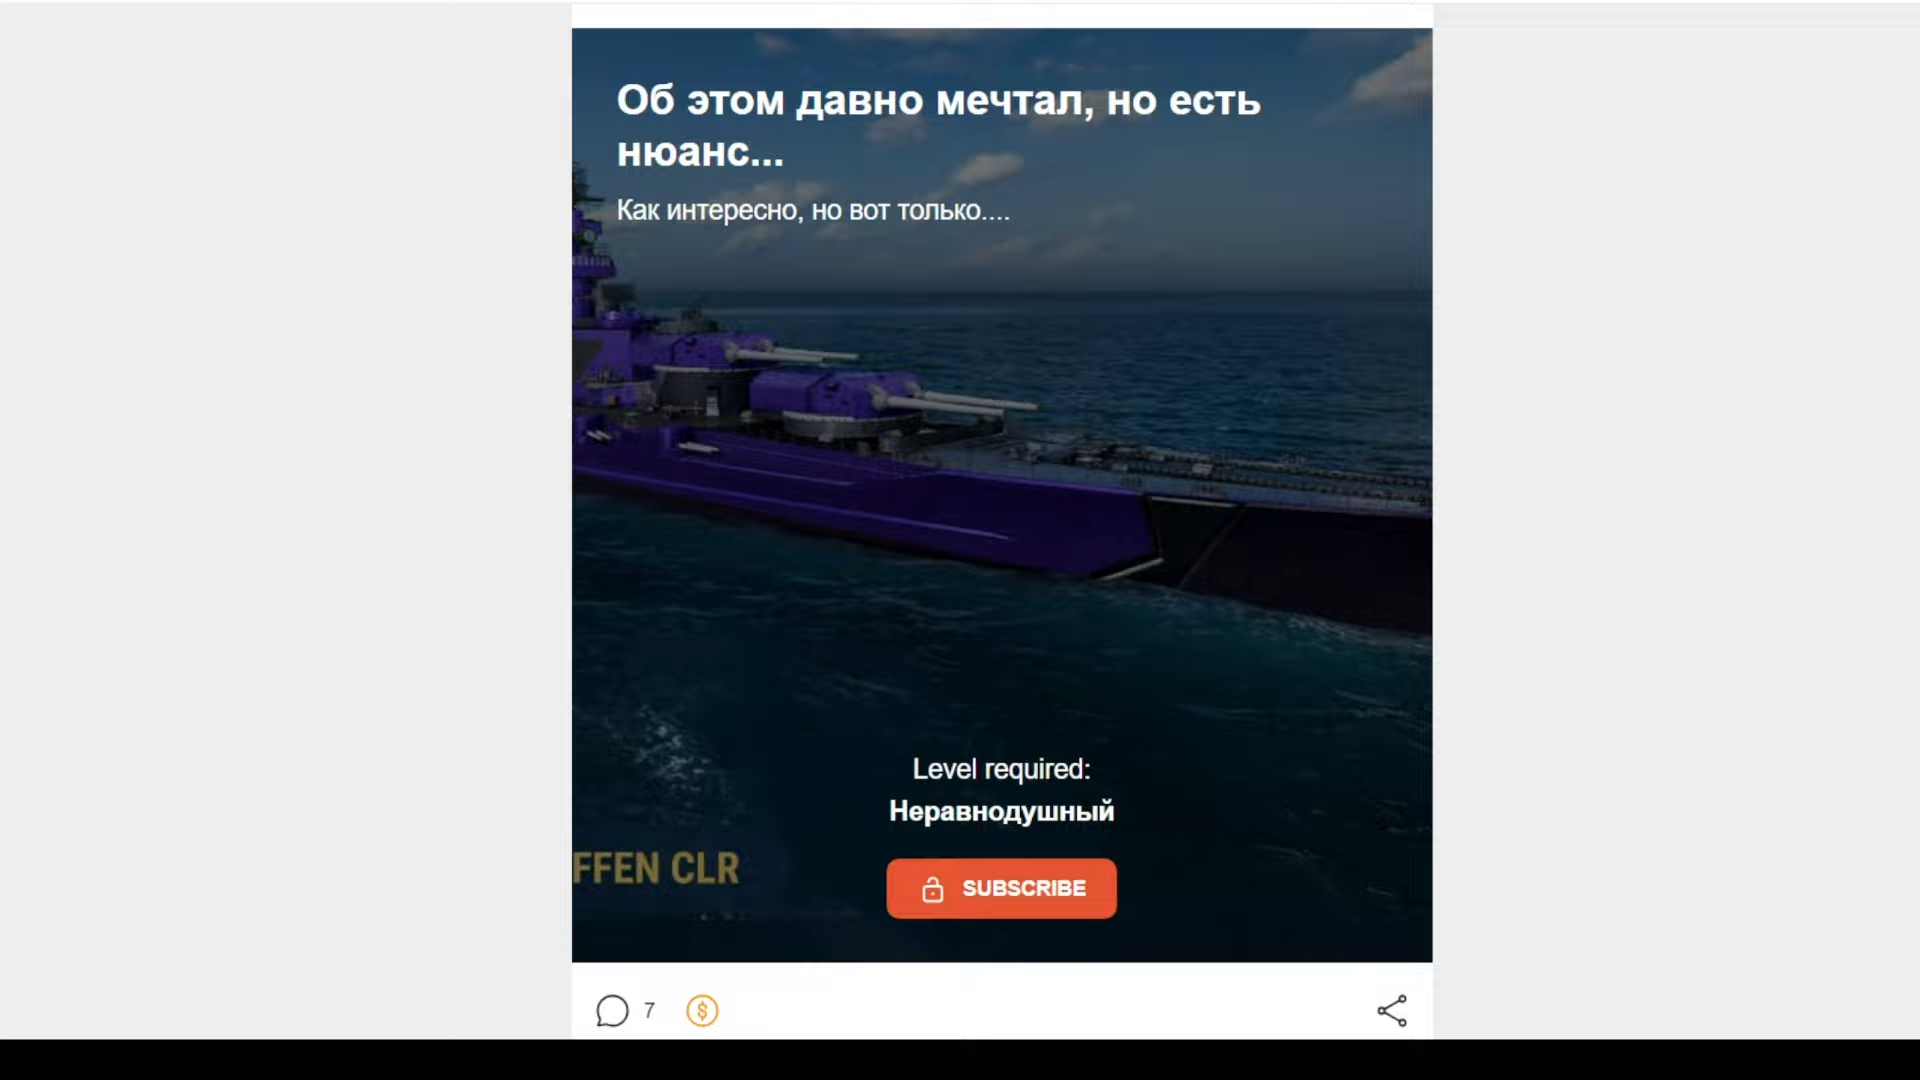 Об этом давно мечтал, но есть
нюанс...
Как интересно, но вот только....
Level required:
Неравнодушный
FFEN CLR
SUBSCRIBE
7